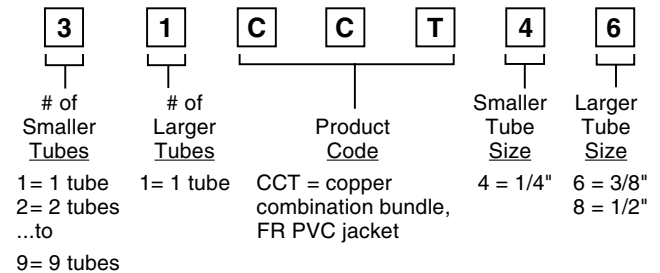 3 1 C C T 4 6
# of Smaller Tubes
# of Larger Tubes
Product Code
Smaller Tube Size
Larger Tube Size
1= 1 tube
2= 2 tubes
...to
9= 9 tubes
1= 1 tube
CCT = copper
combination bundle,
FR PVC jacket
4 = 1/4"
6 = 3/8"
8 = 1/2"